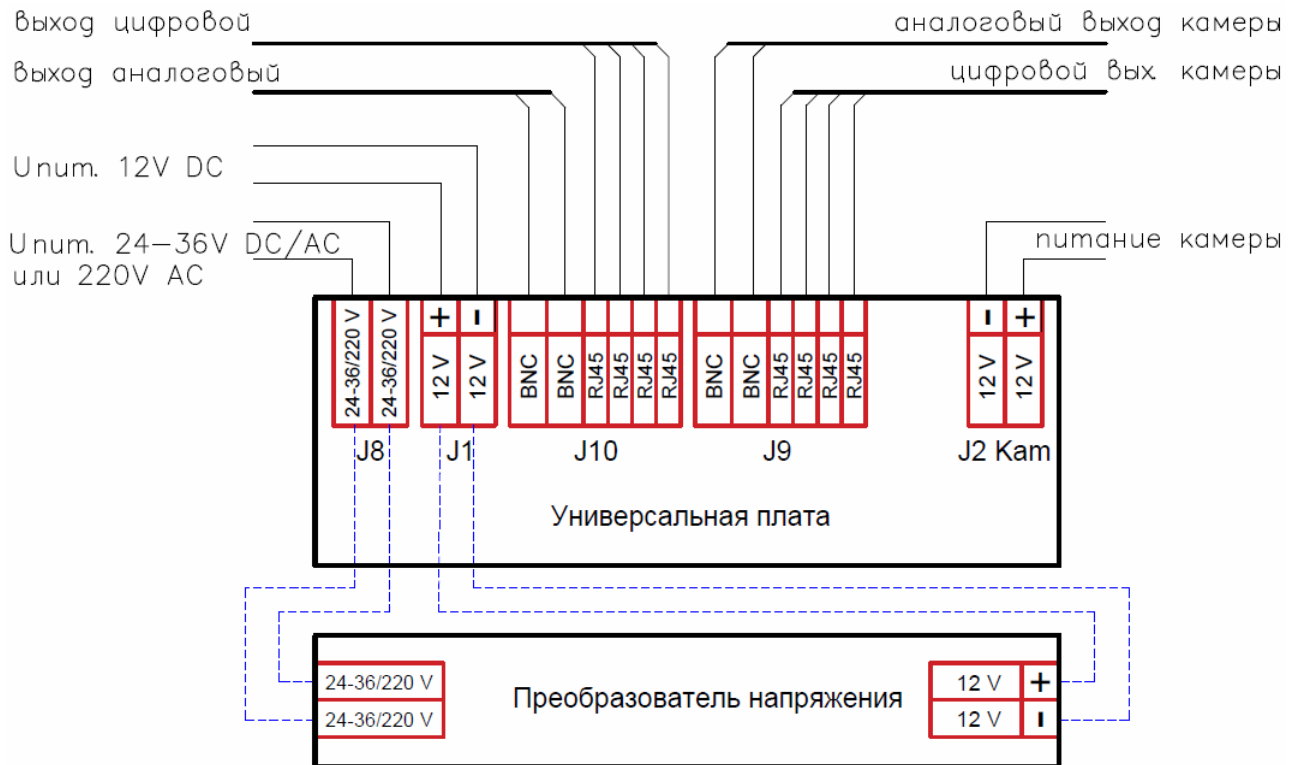 выход цифровой
аналоговый выход камеры
выход аналоговый
цифровой вых. камеры
Uпит. 12V DC
Uпит. 24-36V DC/AC
или 220V AC
питание камеры
24-36/220 V
24-36/220 V
+
-
12 V
12 V
BNC
BNC
RJ45
RJ45
RJ45
RJ45
BNC
BNC
RJ45
RJ45
RJ45
RJ45
-
+
12 V
12 V
J8
J1
J10
J9
J2 Kam
Универсальная плата
24-36/220 V
24-36/220 V
Преобразователь напряжения
12 V +
12 V -